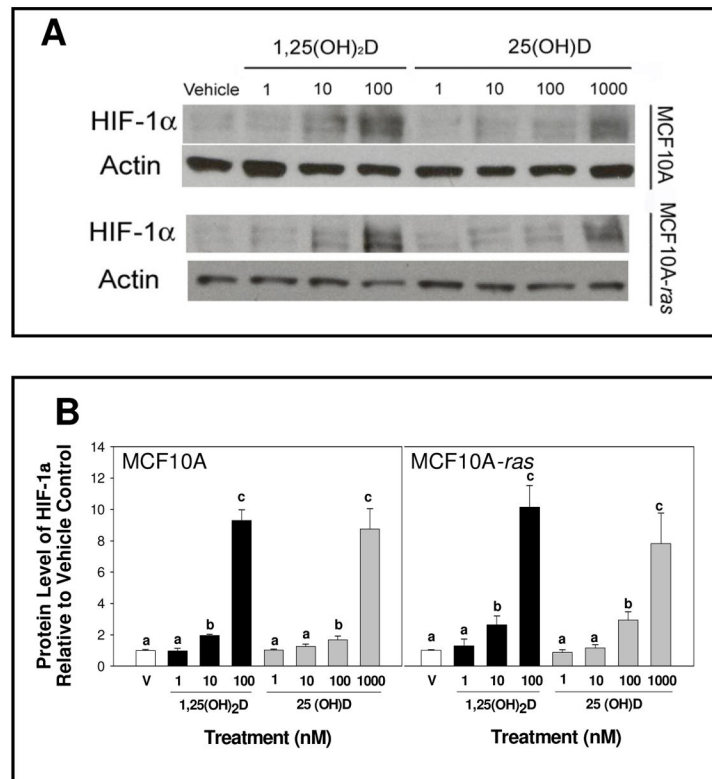 A
1,25(OH)₂D 25(OH)D
Vehicle 1 10 100 1 10 100 1000
HIF-1α
Actin
MCF10A
HIF-1α
Actin
MCF10A-ras
B
Protein Level of HIF-1a
Relative to Vehicle Control
14
12
10
8
6
4
2
0
MCF10A
a a b c a a b c
V 1 10 100 1 10 100 1000
1,25(OH)₂D 25 (OH)D
Treatment (nM)
MCF10A-ras
a a b c a a b c
V 1 10 100 1 10 100 1000
1,25(OH)₂D 25 (OH)D
Treatment (nM)